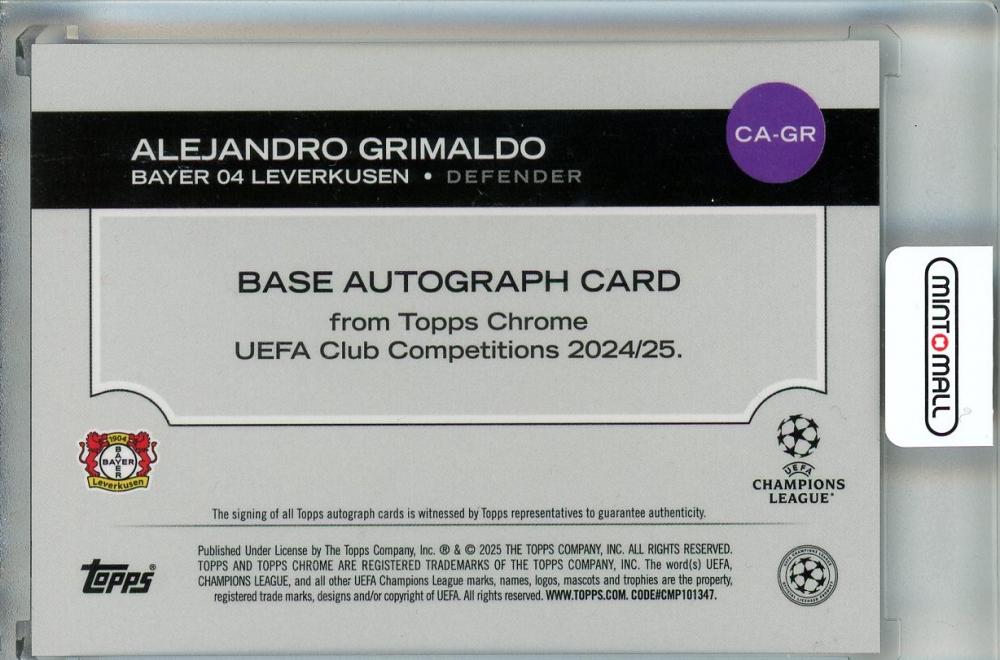 ALEJANDRO GRIMALDO
BAYER 04 LEVERKUSEN • DEFENDER
CA-GR
BASE AUTOGRAPH CARD
from Topps Chrome
UEFA Club Competitions 2024/25.
MINT MALL
1904
BAYER
BAYER
Leverkusen
UEFA
CHAMPIONS
LEAGUE®
The signing of all Topps autograph cards is witnessed by Topps representatives to guarantee authenticity.
topps®
Published Under License by The Topps Company, Inc. ® & © 2025 THE TOPPS COMPANY, INC. ALL RIGHTS RESERVED.
TOPPS AND TOPPS CHROME ARE REGISTERED TRADEMARKS OF THE TOPPS COMPANY, INC. The word(s) UEFA,
CHAMPIONS LEAGUE, and all other UEFA Champions League marks, names, logos, mascots and trophies are the property,
registered trade marks, designs and/or copyright of UEFA. All rights reserved. WWW.TOPPS.COM. CODE#CMP101347.